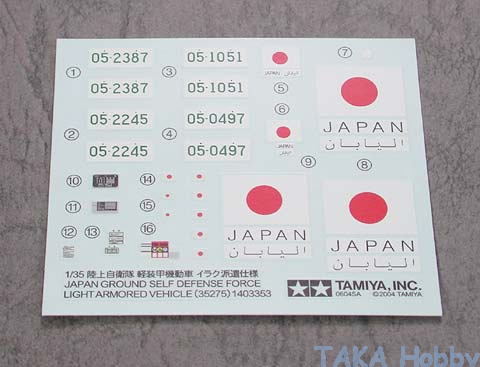 ① 05-2387 ③ 05-1051 ⑦
05-2387 05-1051 JAPAN ⑤
② 05-2245 ④ 05-0497 ⑥
05-2245 05-0497 JAPAN
JAPAN
اليابان
⑨ ⑧
⑩ ⑭
⑪ ⑮
⑫ ⑬ ⑯
JAPAN
اليابان
JAPAN
اليابان
1/35 陸上自衛隊 軽装甲機動車 イラク派遣仕様
JAPAN GROUND SELF DEFENSE FORCE
LIGHT ARMORED VEHICLE (35275) 1403353
TAMIYA, INC.
0604SA ©2004 TAMIYA
TAKA Hobby